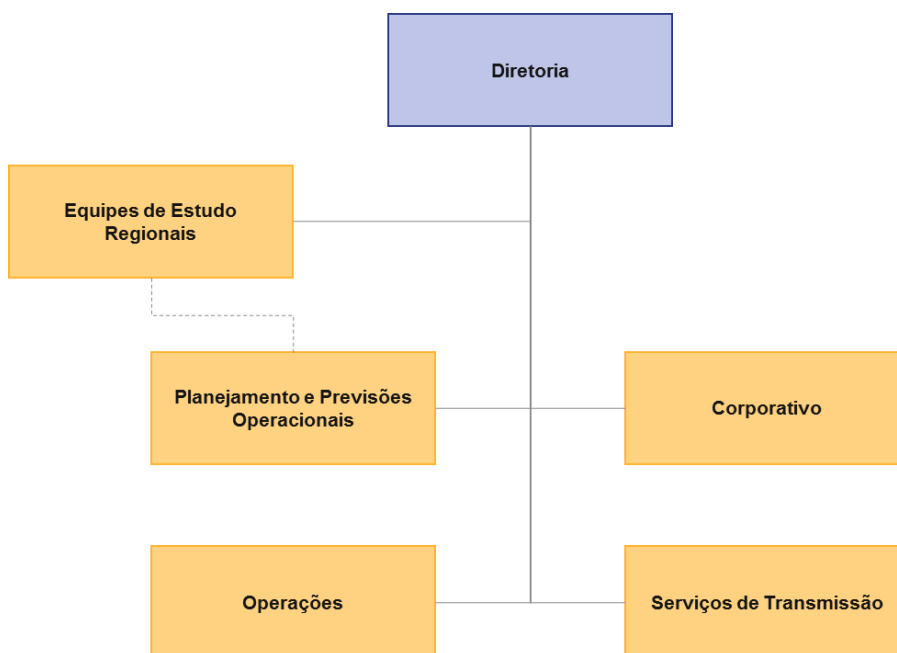 Diretoria
Equipes de Estudo
Regionais
Planejamento e Previsões
Operacionais
Corporativo
Operações
Serviços de Transmissão